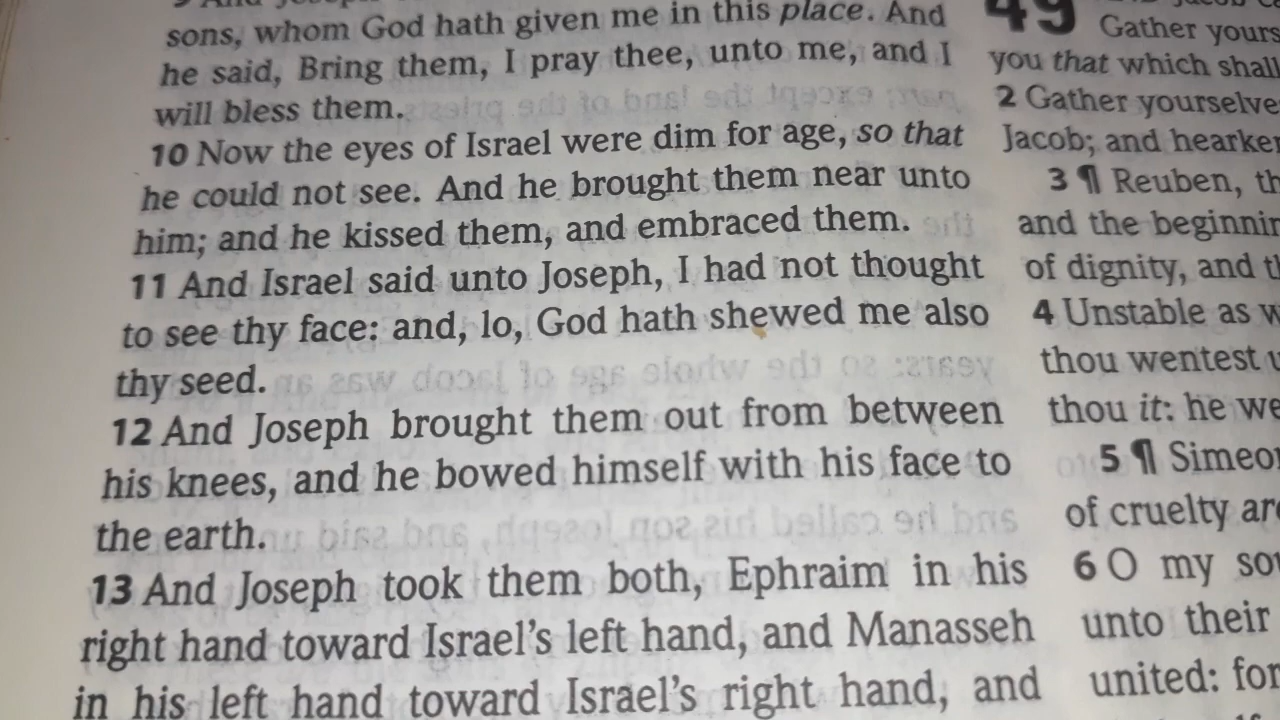 sons, whom God hath given me in this place. And
he said, Bring them, I pray thee, unto me, and I
will bless them.
10 Now the eyes of Israel were dim for age, so that
he could not see. And he brought them near unto
him; and he kissed them, and embraced them.
11 And Israel said unto Joseph, I had not thought
to see thy face: and, lo, God hath shewed me also
thy seed.
12 And Joseph brought them out from between
his knees, and he bowed himself with his face to
the earth.
13 And Joseph took them both, Ephraim in his
right hand toward Israel's left hand, and Manasseh
in his left hand toward Israel's right hand, and
49
Gather yours
you that which shall
2 Gather yourselve
Jacob; and hearken
3 ¶ Reuben, th
and the beginnin
of dignity, and th
4 Unstable as w
thou wentest u
thou it: he we
5 ¶ Simeon
of cruelty are
6 O my sou
unto their
united: for